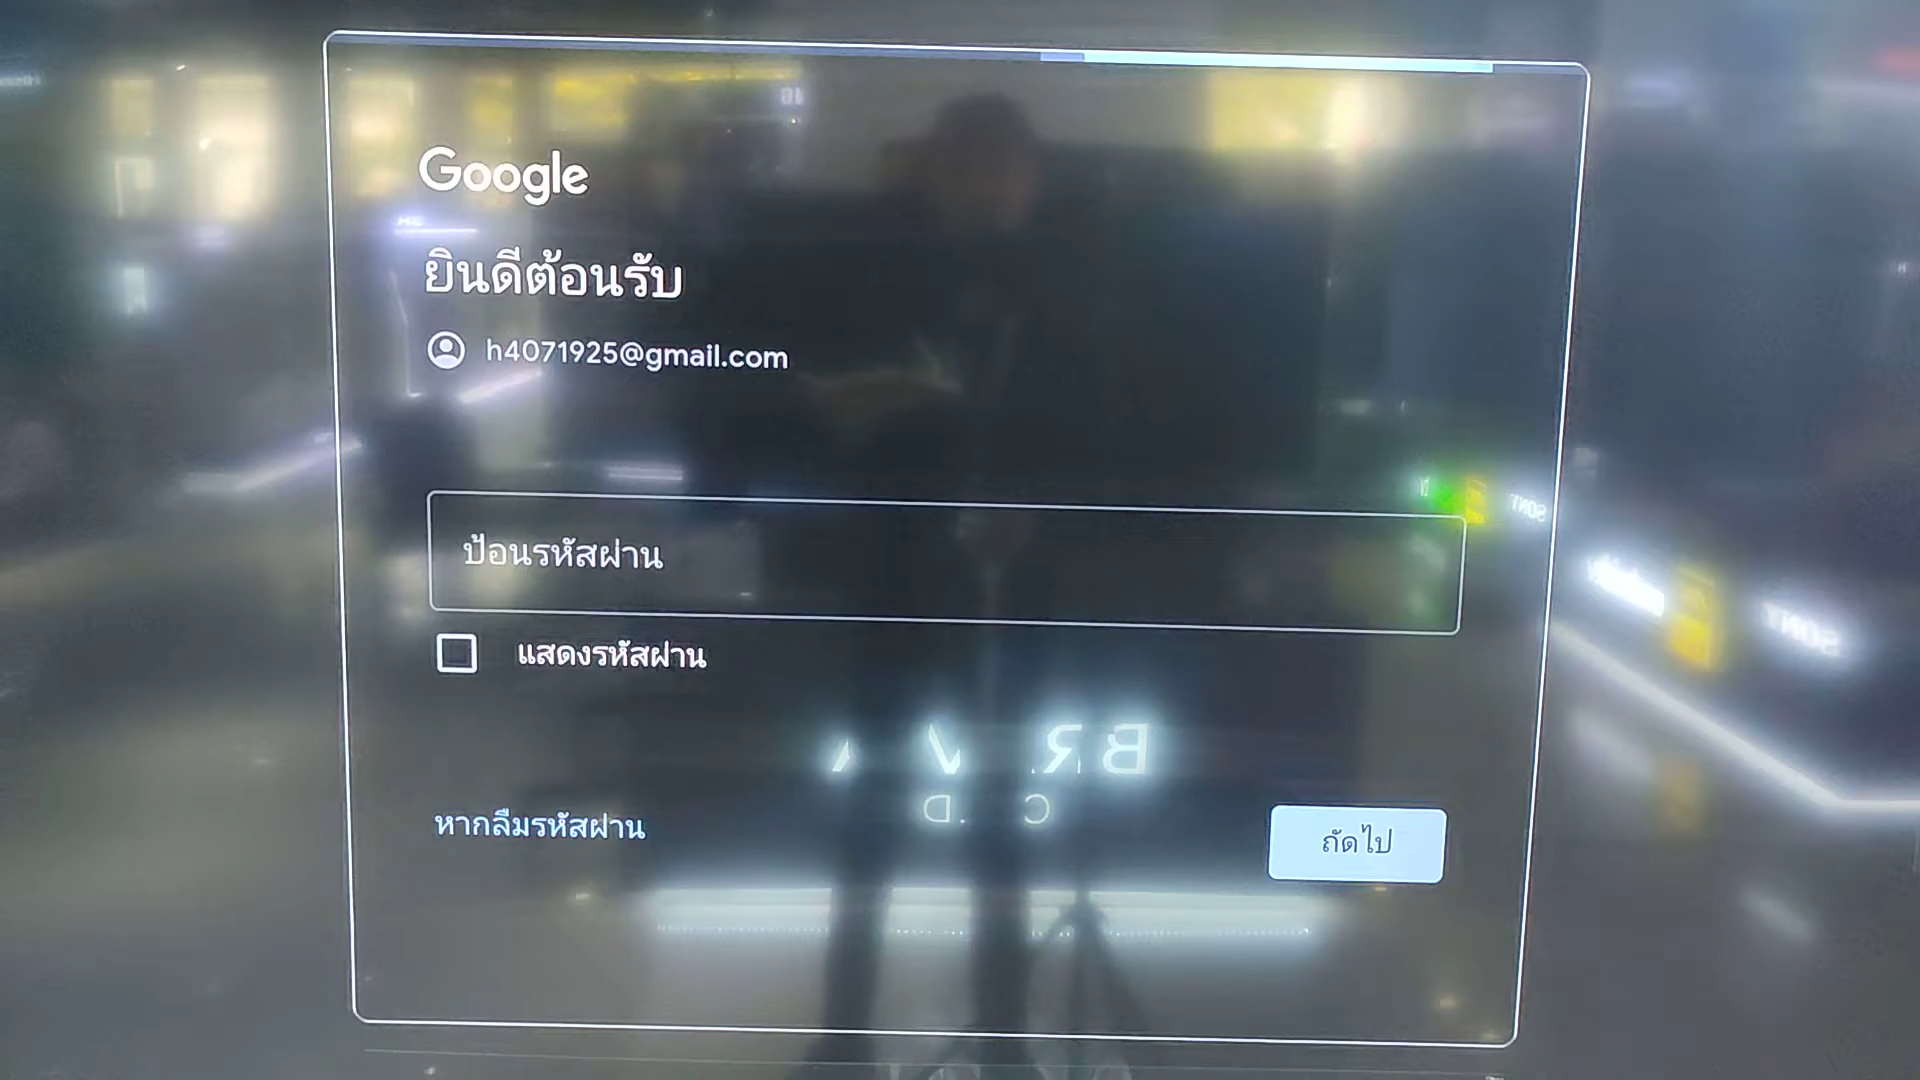 Google
ยินดีต้อนรับ
h4071925@gmail.com
ป้อนรหัสผ่าน
แสดงรหัสผ่าน
หากลืมรหัสผ่าน
ถัดไป
SONY
SONY